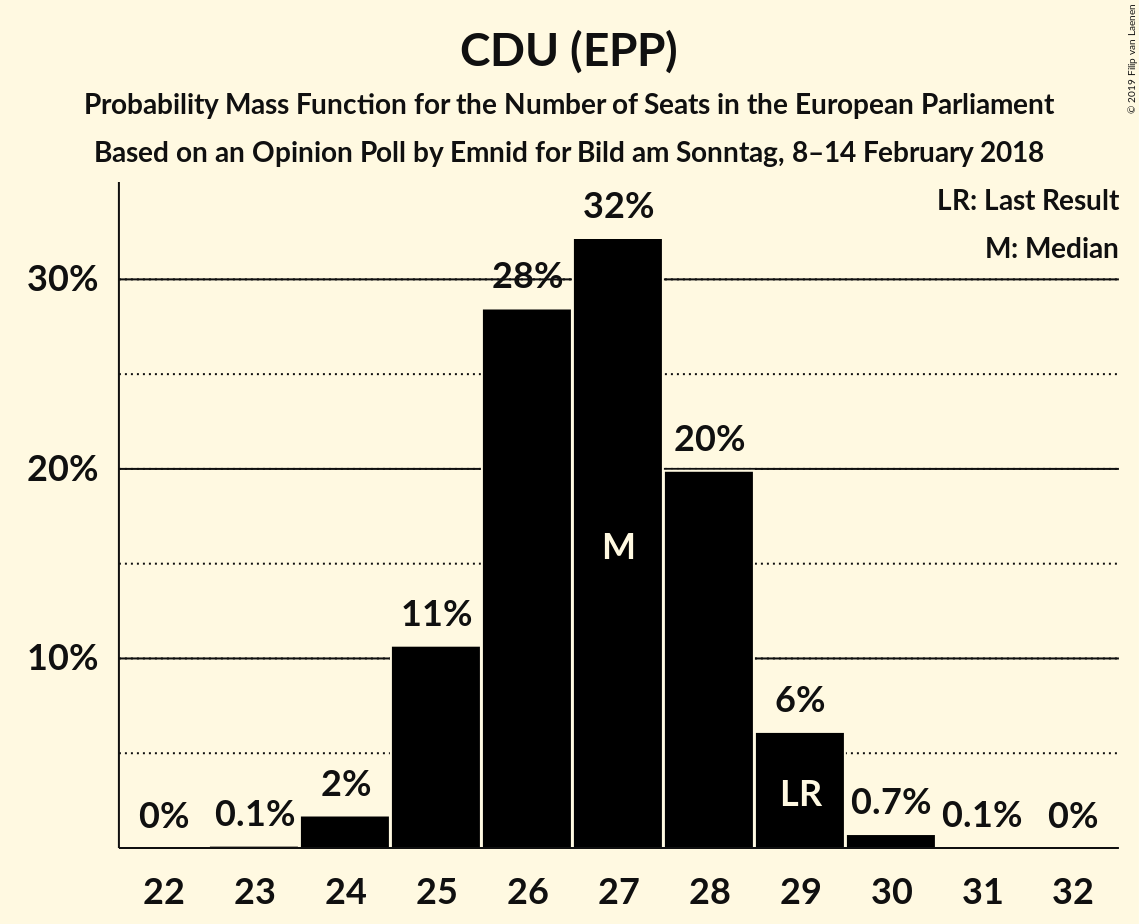 CDU (EPP)
Probability Mass Function for the Number of Seats in the European Parliament
Based on an Opinion Poll by Emnid for Bild am Sonntag, 8–14 February 2018
© 2019 Filip van Laenen
LR: Last Result
M: Median
30%
20%
10%
0%
0.1%
2%
11%
28%
32%
20%
6%
0.7%
0.1%
0%
M
LR
22 23 24 25 26 27 28 29 30 31 32